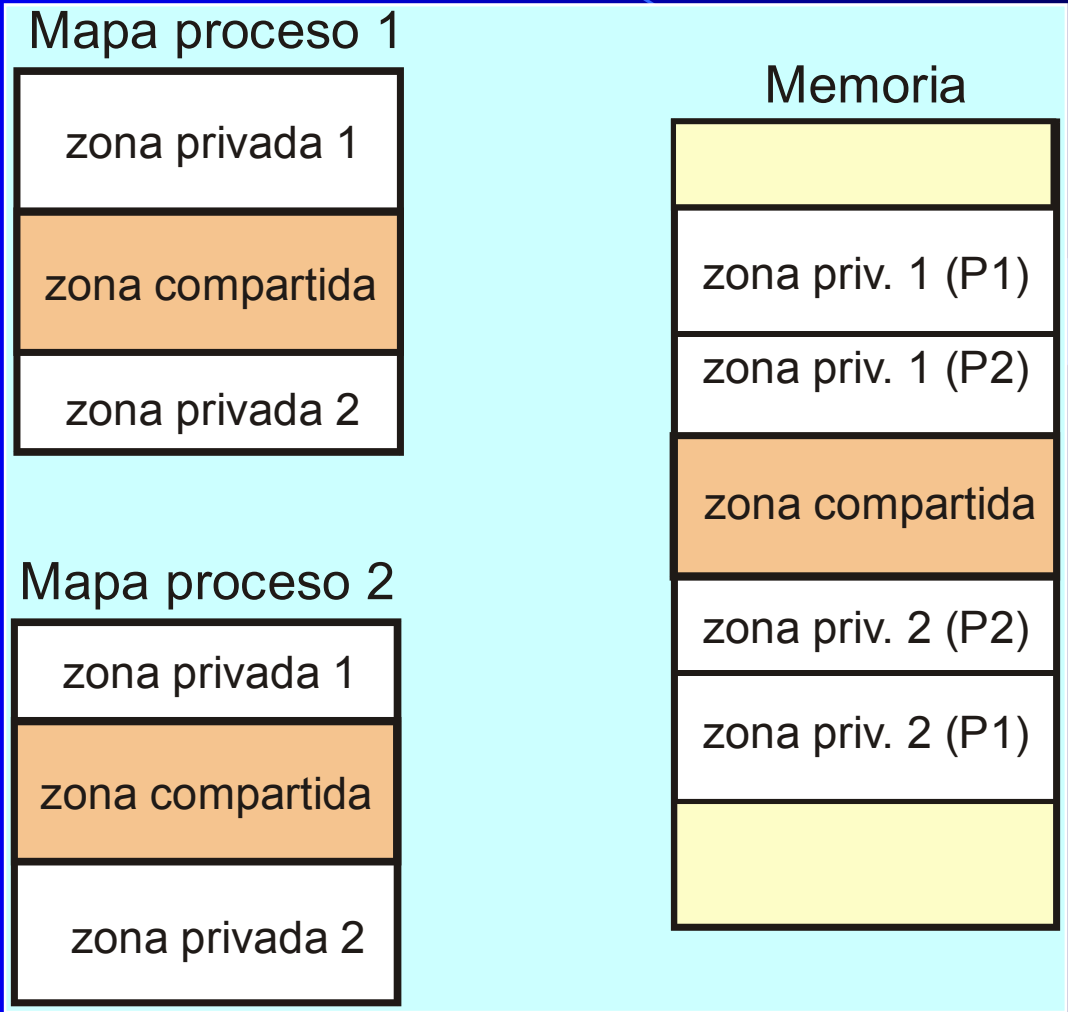 Mapa proceso 1
zona privada 1
zona compartida
zona privada 2
Mapa proceso 2
zona privada 1
zona compartida
zona privada 2
Memoria
zona priv. 1 (P1)
zona priv. 1 (P2)
zona compartida
zona priv. 2 (P2)
zona priv. 2 (P1)